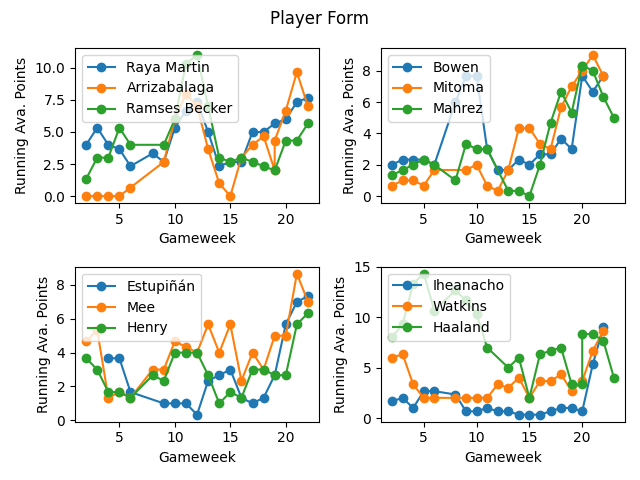 Player Form
Running Ava. Points
10.0
7.5
5.0
2.5
0.0
Raya Martin
Arrizabalaga
Ramses Becker
5 10 15 20
Gameweek
Running Ava. Points
8
6
4
2
0
Bowen
Mitoma
Mahrez
5 10 15 20
Gameweek
Running Ava. Points
8
6
4
2
0
Estupiñán
Mee
Henry
5 10 15 20
Gameweek
Running Ava. Points
15
10
5
0
Iheanacho
Watkins
Haaland
5 10 15 20
Gameweek